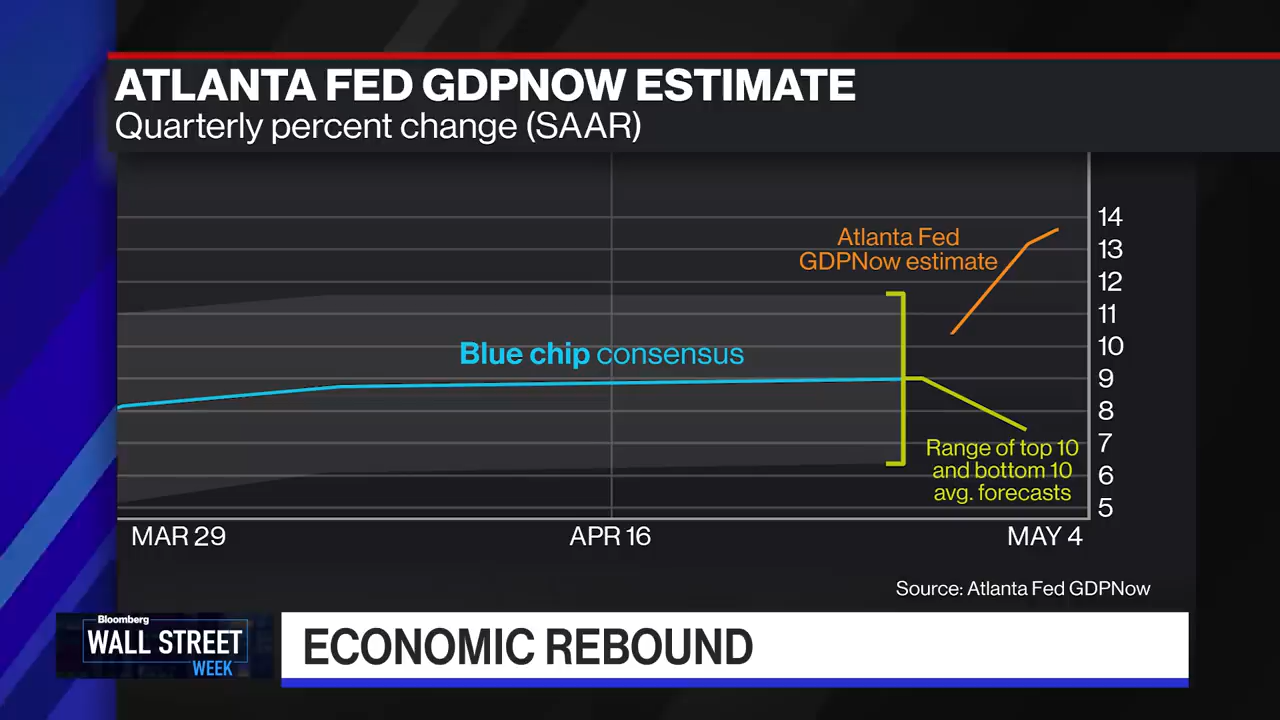 ATLANTA FED GDPNOW ESTIMATE
Quarterly percent change (SAAR)
14
Atlanta Fed
GDPNow estimate
13
12
11
Blue chip consensus
10
9
8
7
Range of top 10
and bottom 10
avg. forecasts
6
5
MAR 29
APR 16
MAY 4
Source: Atlanta Fed GDPNow
Bloomberg
WALL STREET
WEEK
ECONOMIC REBOUND